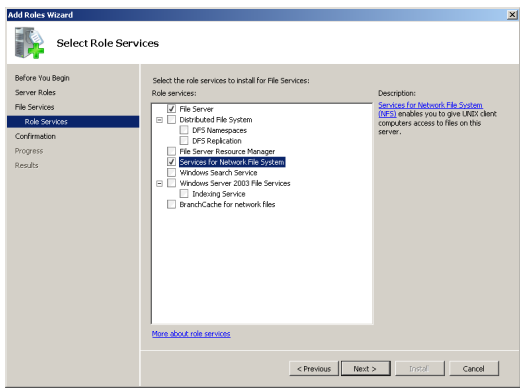 Add Roles Wizard
Select Role Services
Before You Begin
Server Roles
File Services
Role Services
Confirmation
Progress
Results
Select the role services to install for File Services:
Role services:
File Server
Distributed File System
DFS Namespaces
DFS Replication
File Server Resource Manager
Services for Network File System
Windows Search Service
Windows Server 2003 File Services
Indexing Service
BranchCache for network files
More about role services
Description:
Services for Network File System
(NFS) enables you to give UNIX client
computers access to files on this
server.
< Previous
Next >
Install
Cancel